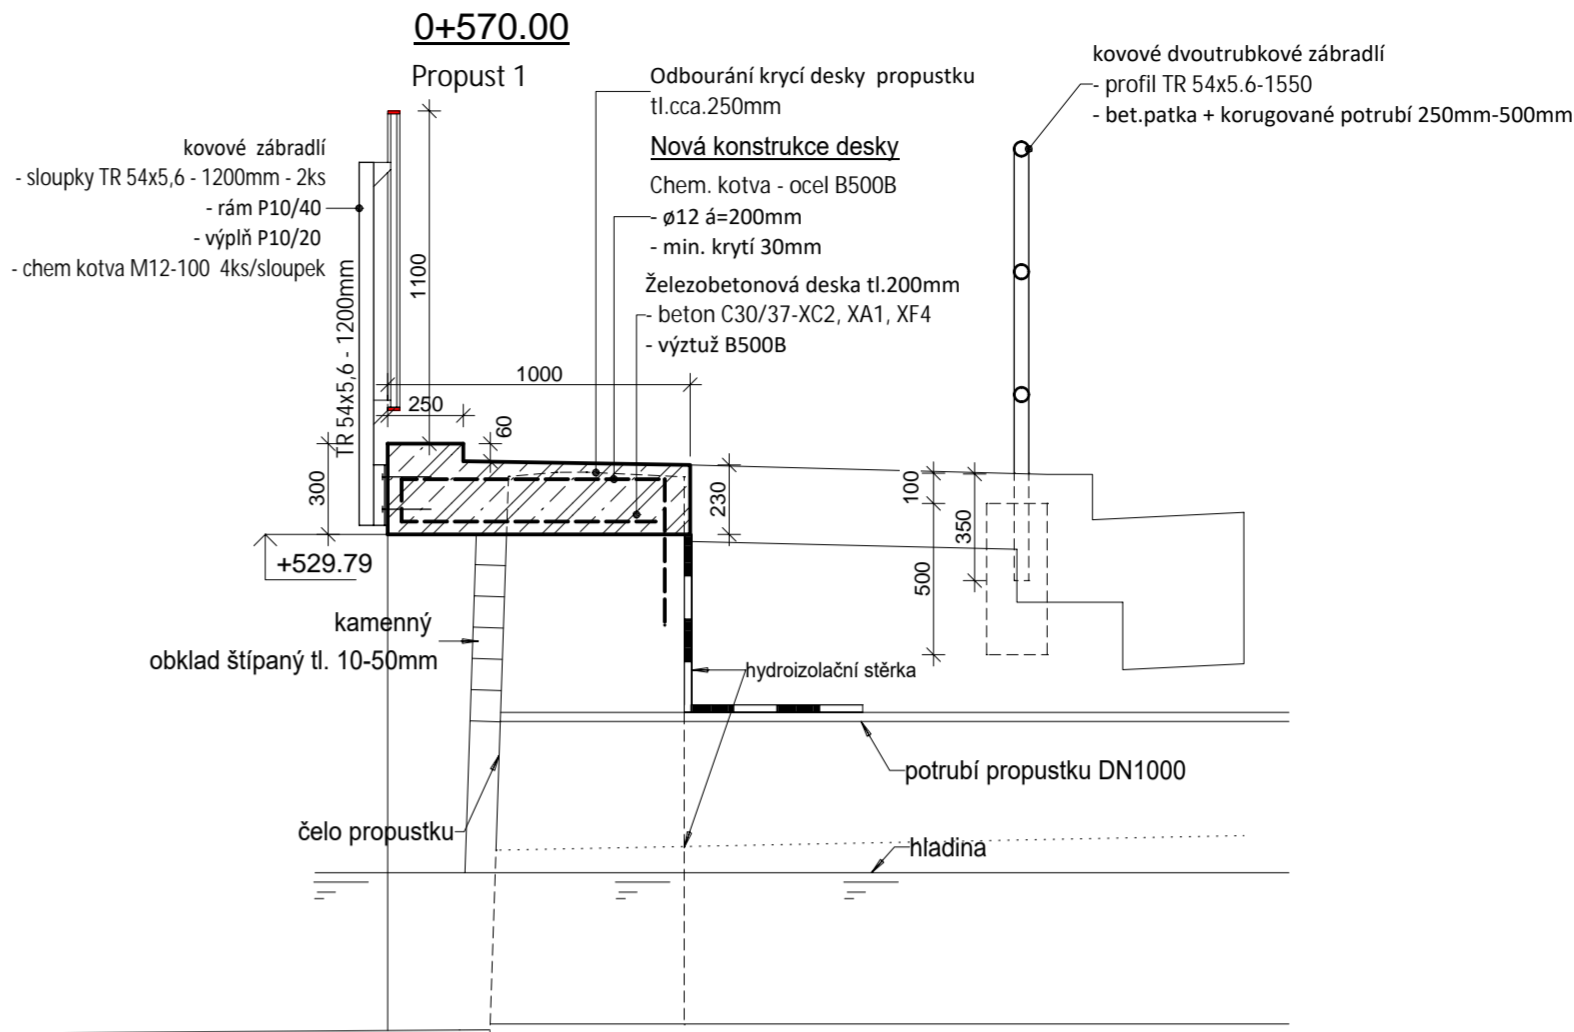 0+570.00
Propust 1
kovové zábradlí
- sloupky TR 54x5,6 - 1200mm - 2ks
- rám P10/40
- výplň P10/20
- chem kotva M12-100 4ks/sloupek
TR 54x5,6 - 1200mm
1100
Odbourání krycí desky propustku
tl.cca.250mm
Nová konstrukce desky
Chem. kotva - ocel B500B
- ø12 á=200mm
- min. krytí 30mm
Železobetonová deska tl.200mm
- beton C30/37-XC2, XA1, XF4
- výztuž B500B
kovové dvoutrubkové zábradlí
- profil TR 54x5.6-1550
- bet.patka + korugované potrubí 250mm-500mm
1000
250
60
300
230
100
350
500
+529.79
kamenný
obklad štípaný tl. 10-50mm
hydroizolační stěrka
potrubí propustku DN1000
čelo propustku
hladina